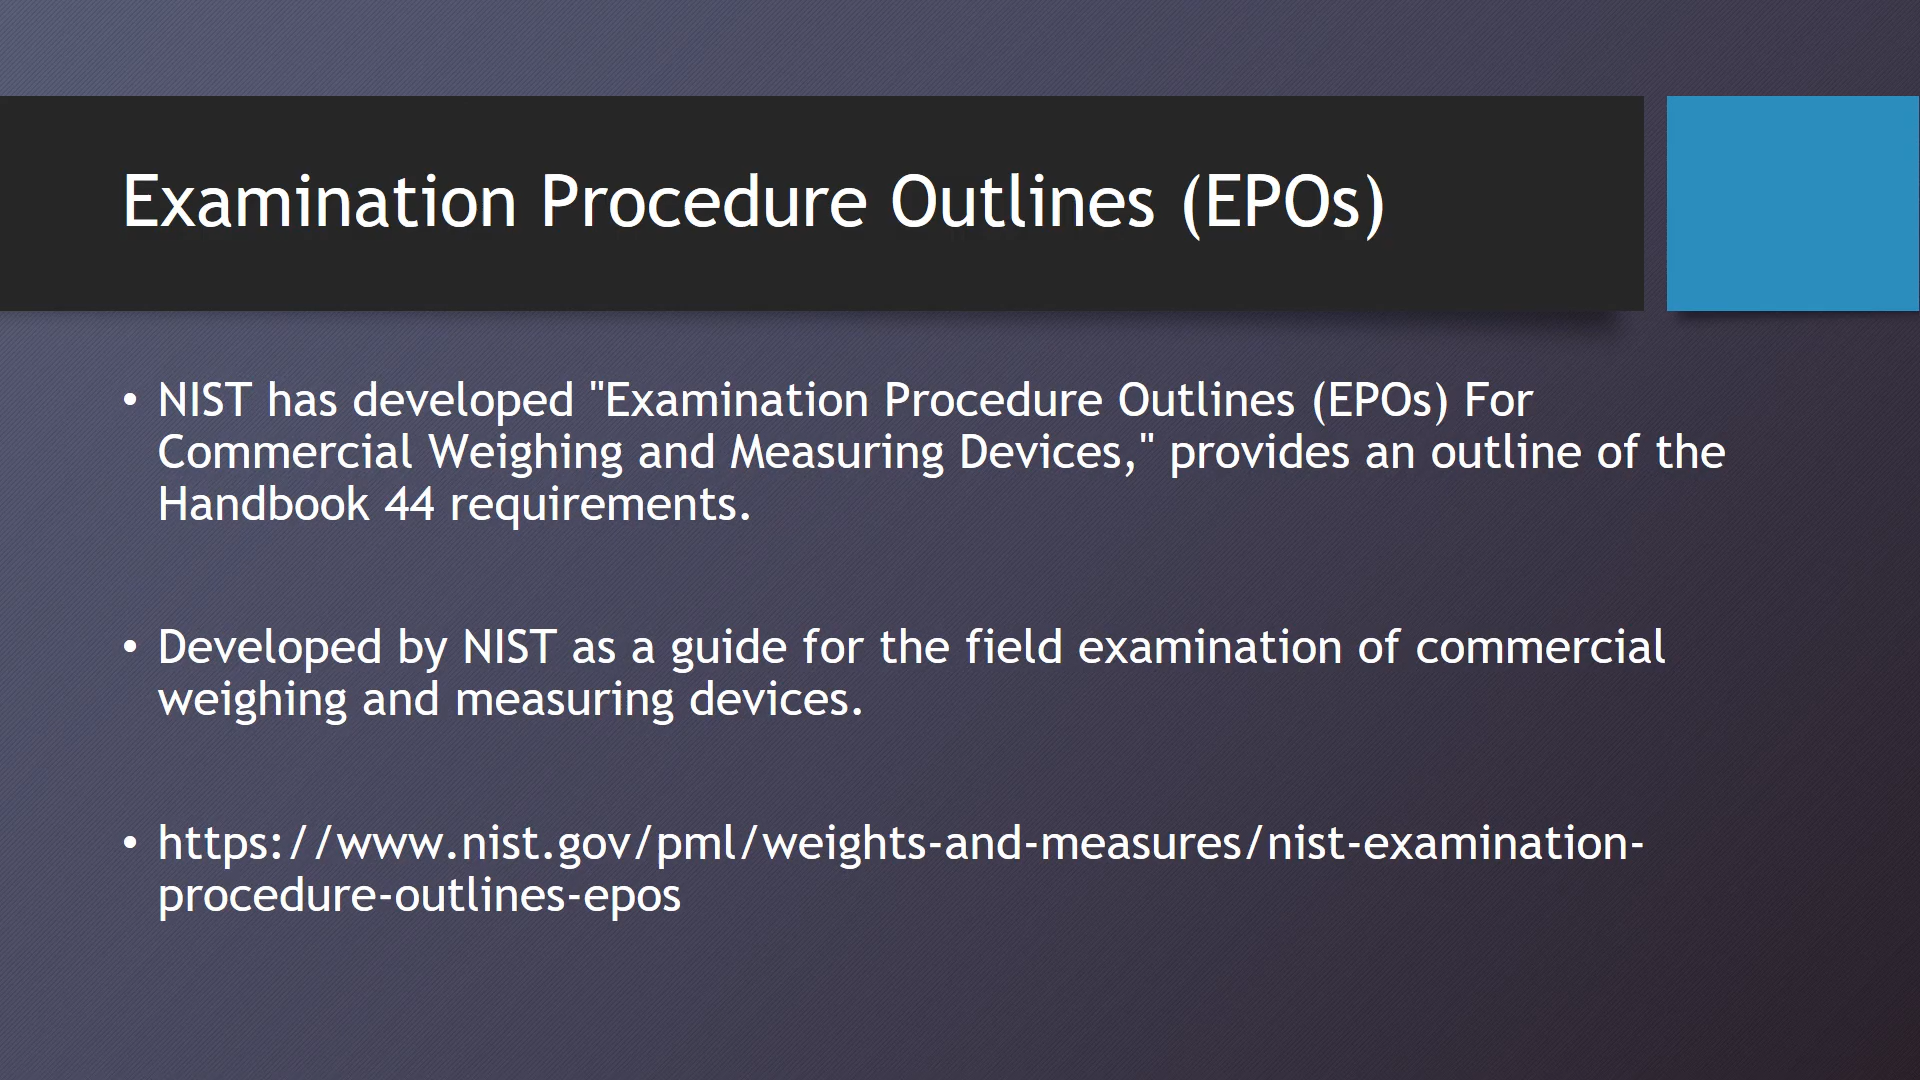 Examination Procedure Outlines (EPOs)
• NIST has developed "Examination Procedure Outlines (EPOs) For
Commercial Weighing and Measuring Devices," provides an outline of the
Handbook 44 requirements.
• Developed by NIST as a guide for the field examination of commercial
weighing and measuring devices.
• https://www.nist.gov/pml/weights-and-measures/nist-examination-
procedure-outlines-epos